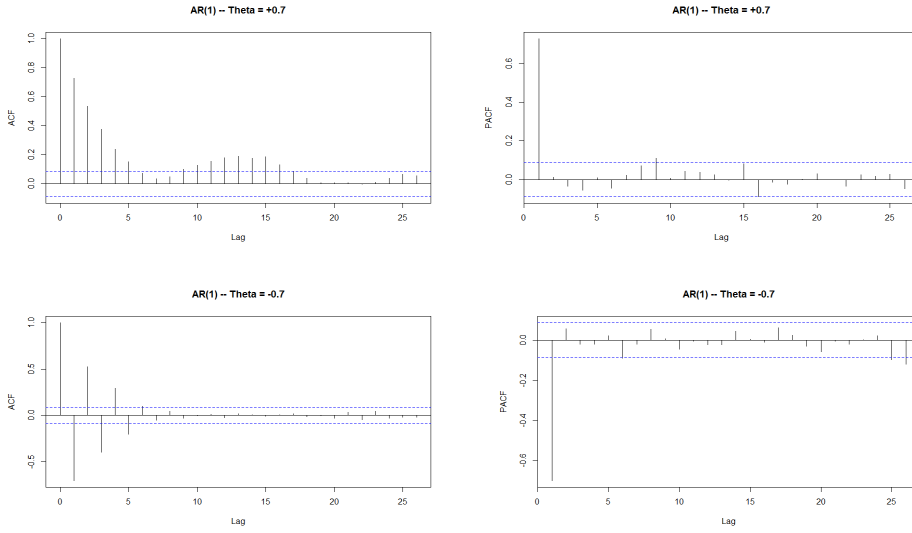 AR(1) -- Theta = +0.7
ACF
1.0
0.8
0.6
0.4
0.2
0.0
0 5 10 15 20 25
Lag
AR(1) -- Theta = +0.7
PACF
0.6
0.4
0.2
0.0
0 5 10 15 20 25
Lag
AR(1) -- Theta = -0.7
ACF
1.0
0.5
0.0
-0.5
0 5 10 15 20 25
Lag
AR(1) -- Theta = -0.7
PACF
0.0
-0.2
-0.4
-0.6
0 5 10 15 20 25
Lag